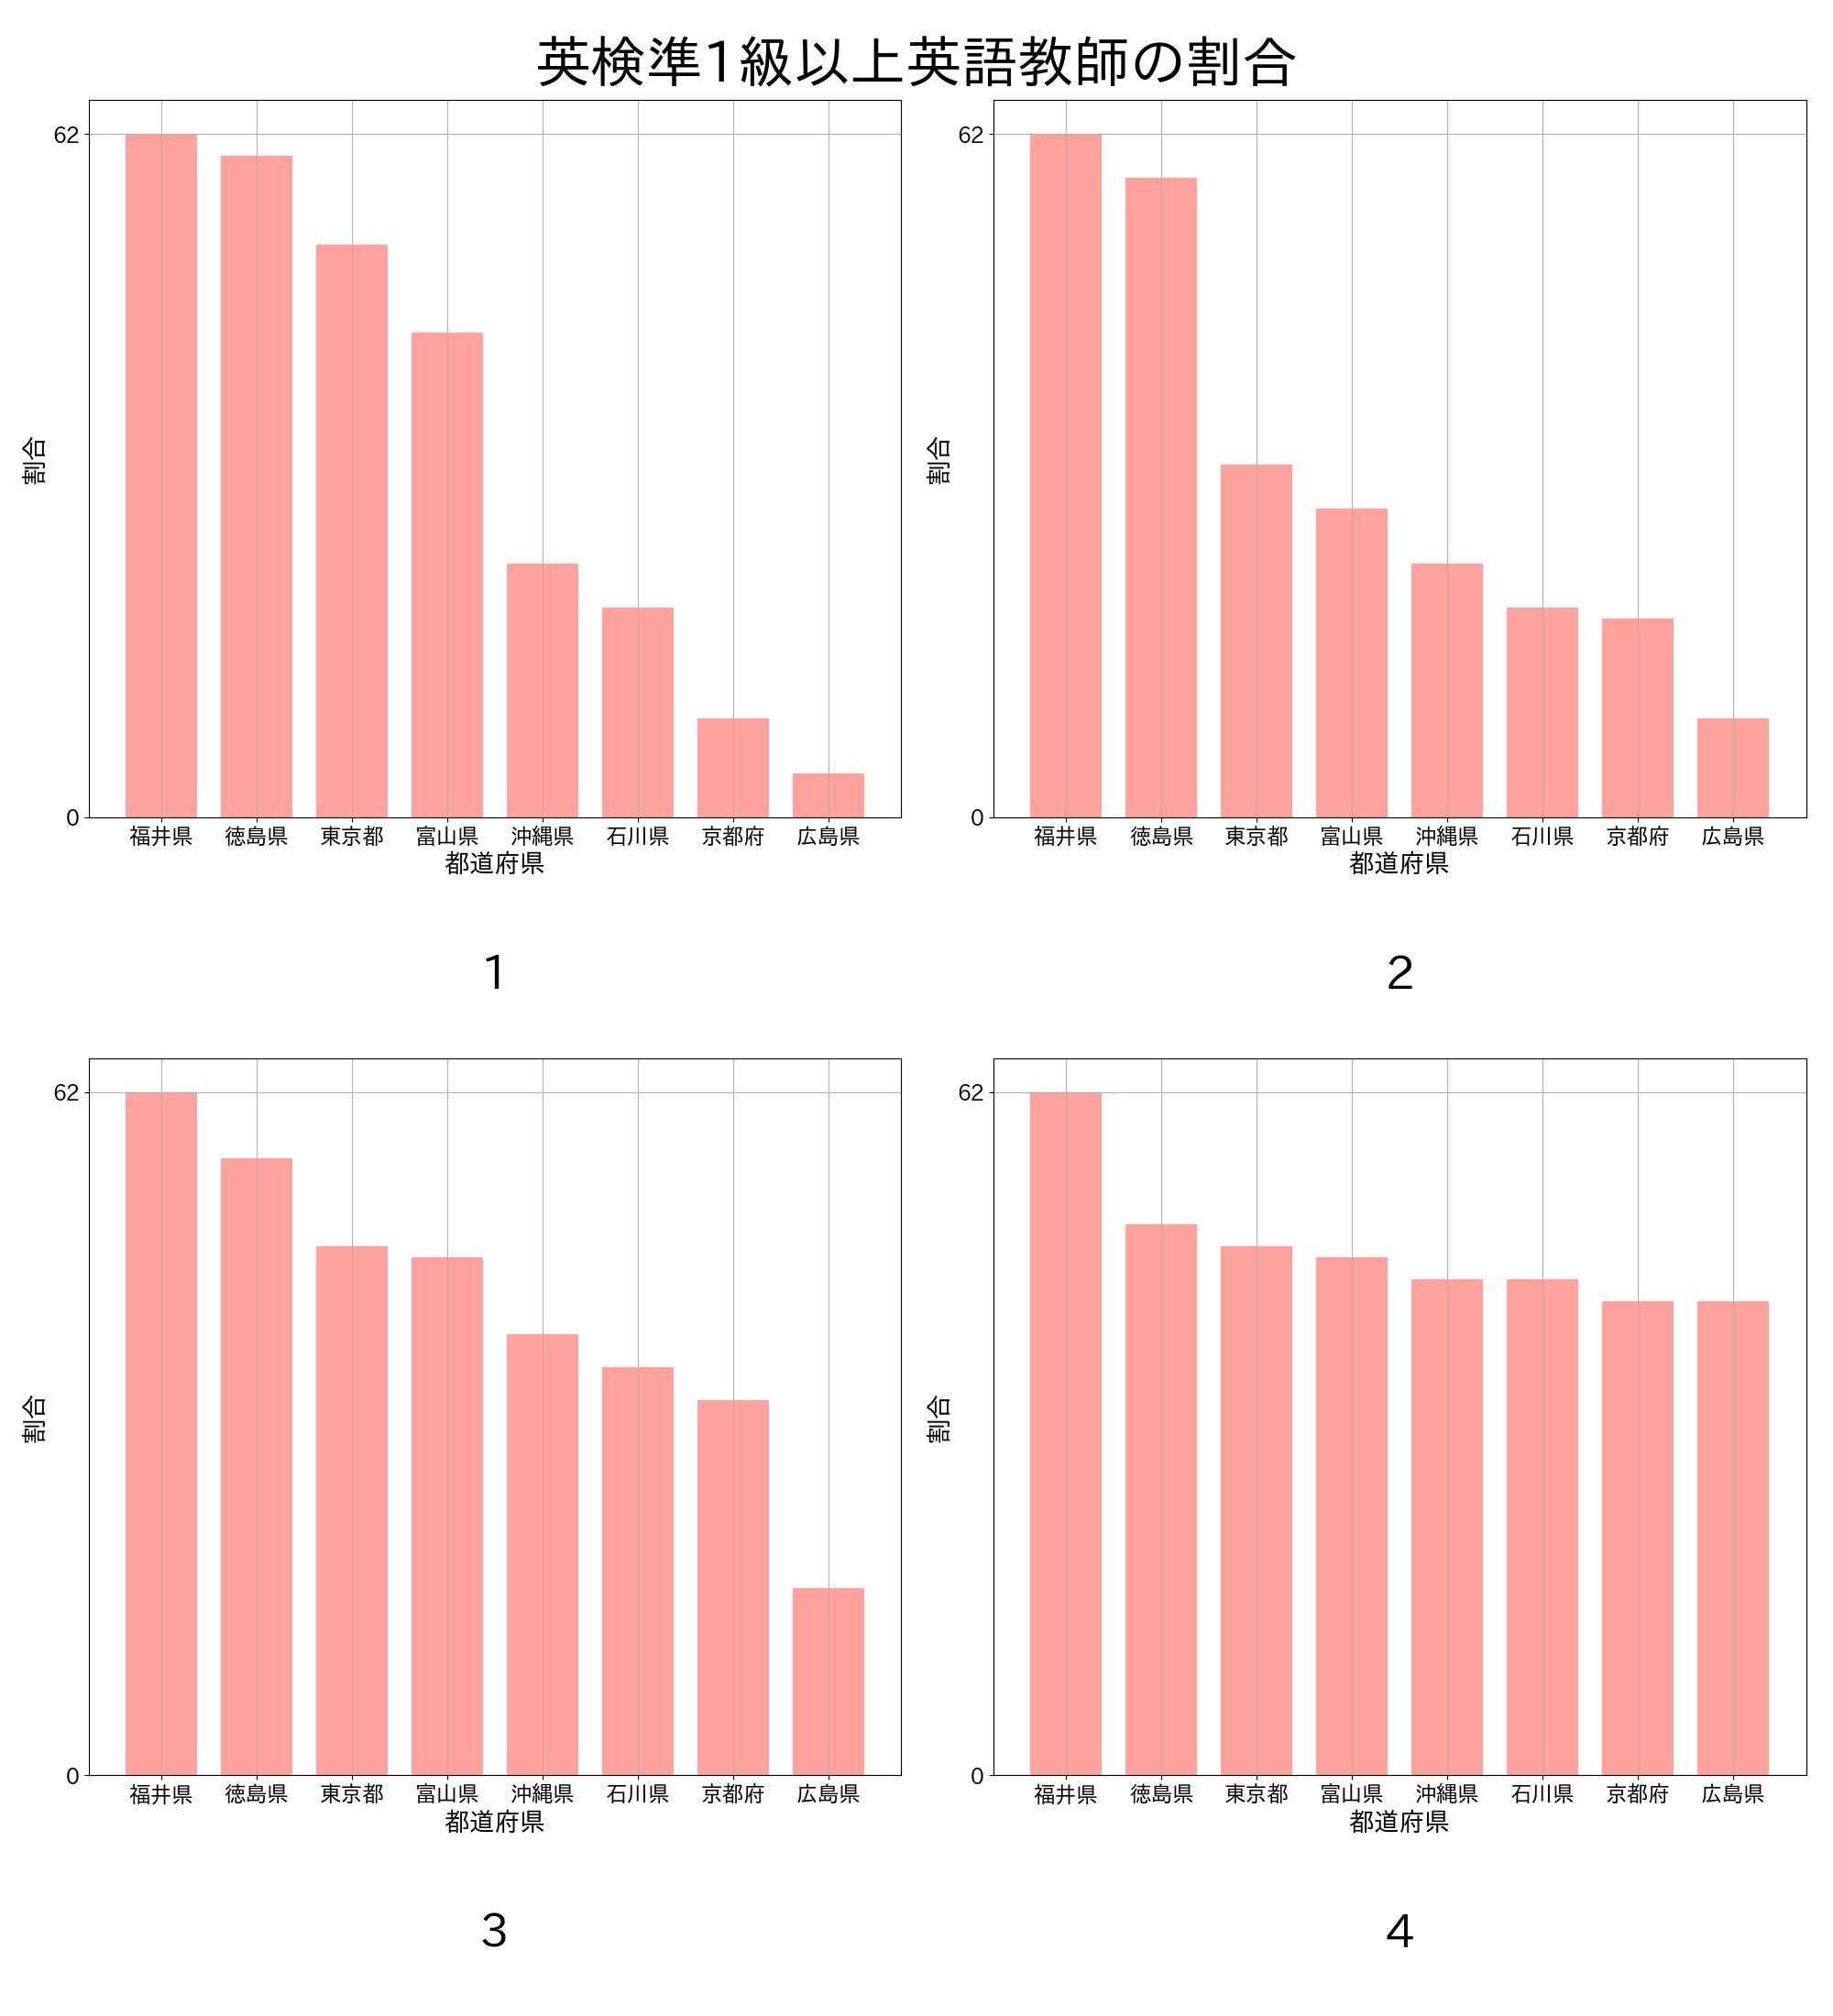 英検準1級以上英語教師の割合
62
0
割合
福井県 徳島県 東京都 富山県 沖縄県 石川県 京都府 広島県
都道府県
1
62
0
割合
福井県 徳島県 東京都 富山県 沖縄県 石川県 京都府 広島県
都道府県
2
62
0
割合
福井県 徳島県 東京都 富山県 沖縄県 石川県 京都府 広島県
都道府県
3
62
0
割合
福井県 徳島県 東京都 富山県 沖縄県 石川県 京都府 広島県
都道府県
4